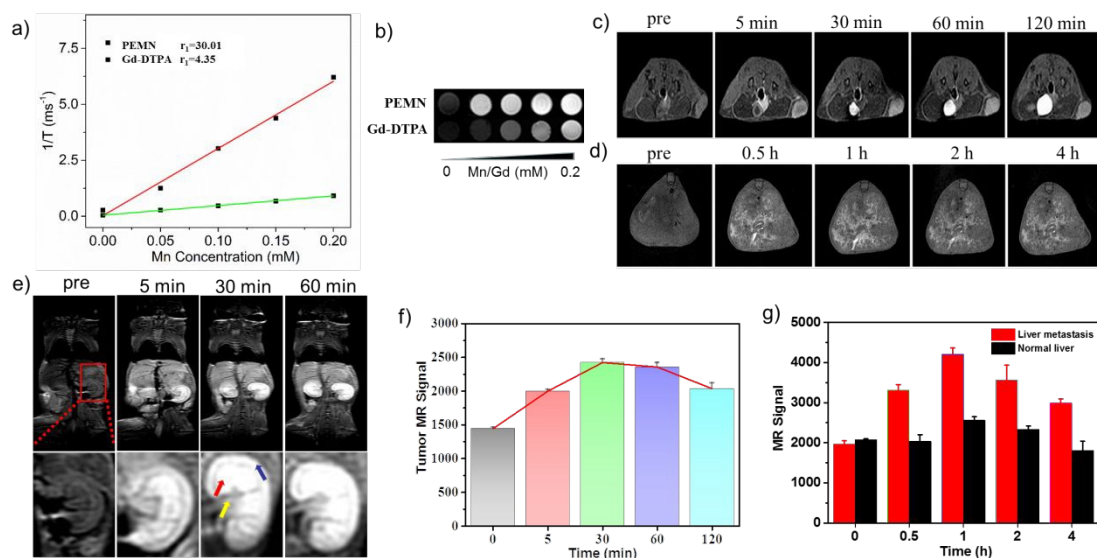 a)
PEMN r₁=30.01
Gd-DTPA r₁=4.35
7.5
5.0
2.5
0.0
1/T (ms⁻¹)
0.00 0.05 0.10 0.15 0.20
Mn Concentration (mM)
b)
PEMN
Gd-DTPA
0 Mn/Gd (mM) 0.2
c)
pre 5 min 30 min 60 min 120 min
d)
pre 0.5 h 1 h 2 h 4 h
e)
pre 5 min 30 min 60 min
f)
3000
2500
2000
1500
1000
500
0
Tumor MR Signal
0 5 30 60 120
Time (min)
g)
Liver metastasis
Normal liver
5000
4000
3000
2000
1000
0
MR Signal
0 0.5 1 2 4
Time (h)